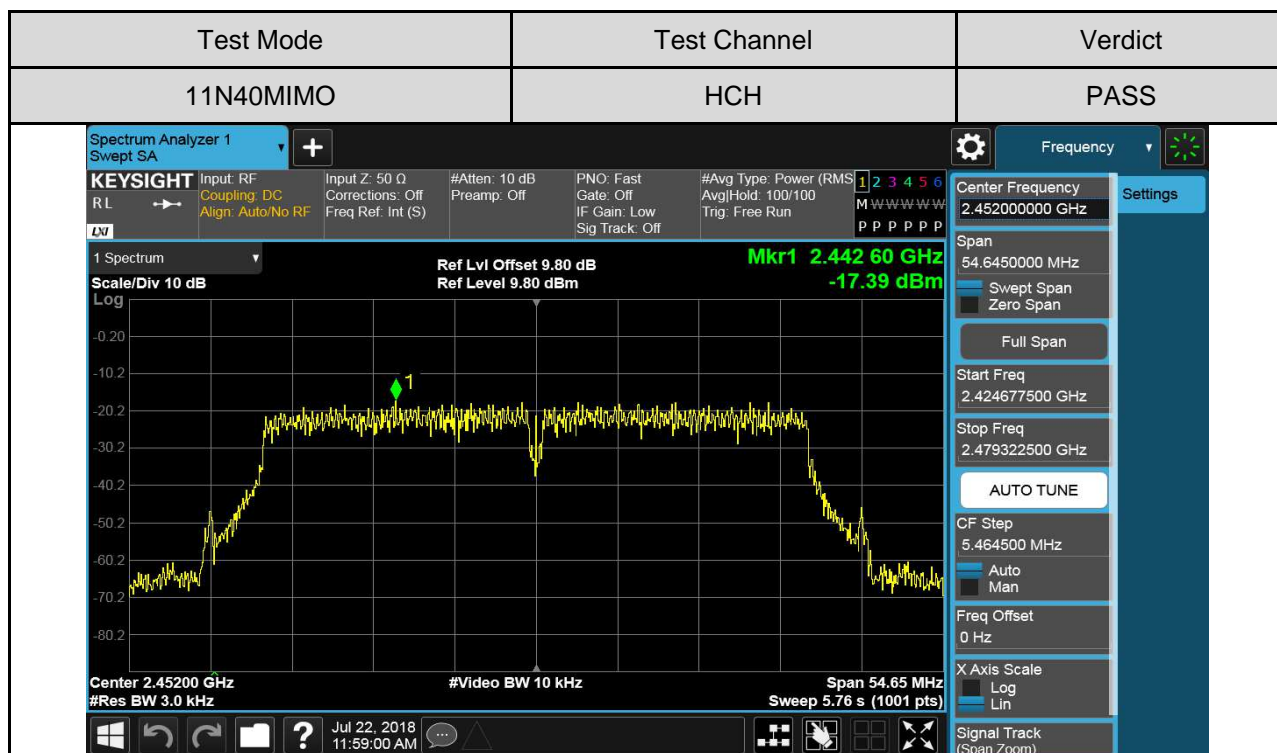 Test Mode Test Channel Verdict
11N40MIMO HCH PASS
Spectrum Analyzer 1
Swept SA
+
Frequency
KEYSIGHT
RL
LXI
Input: RF
Coupling: DC
Align: Auto/No RF
Input Z: 50 Ω
Corrections: Off
Freq Ref: Int (S)
#Atten: 10 dB
Preamp: Off
PNO: Fast
Gate: Off
IF Gain: Low
Sig Track: Off
#Avg Type: Power (RMS
Avg|Hold: 100/100
Trig: Free Run
1 2 3 4 5 6
M W W W W W
P P P P P P
1 Spectrum
Scale/Div 10 dB
Ref Lvl Offset 9.80 dB
Ref Level 9.80 dBm
Mkr1 2.442 60 GHz
-17.39 dBm
Log
-0.20
-10.2
1
-20.2
-30.2
-40.2
-50.2
-60.2
-70.2
-80.2
Center 2.45200 GHz
#Res BW 3.0 kHz
#Video BW 10 kHz
Span 54.65 MHz
Sweep 5.76 s (1001 pts)
?
Jul 22, 2018
11:59:00 AM
Center Frequency
2.452000000 GHz
Settings
Span
54.6450000 MHz
Swept Span
Zero Span
Full Span
Start Freq
2.424677500 GHz
Stop Freq
2.479322500 GHz
AUTO TUNE
CF Step
5.464500 MHz
Auto
Man
Freq Offset
0 Hz
X Axis Scale
Log
Lin
Signal Track
(Span Zoom)